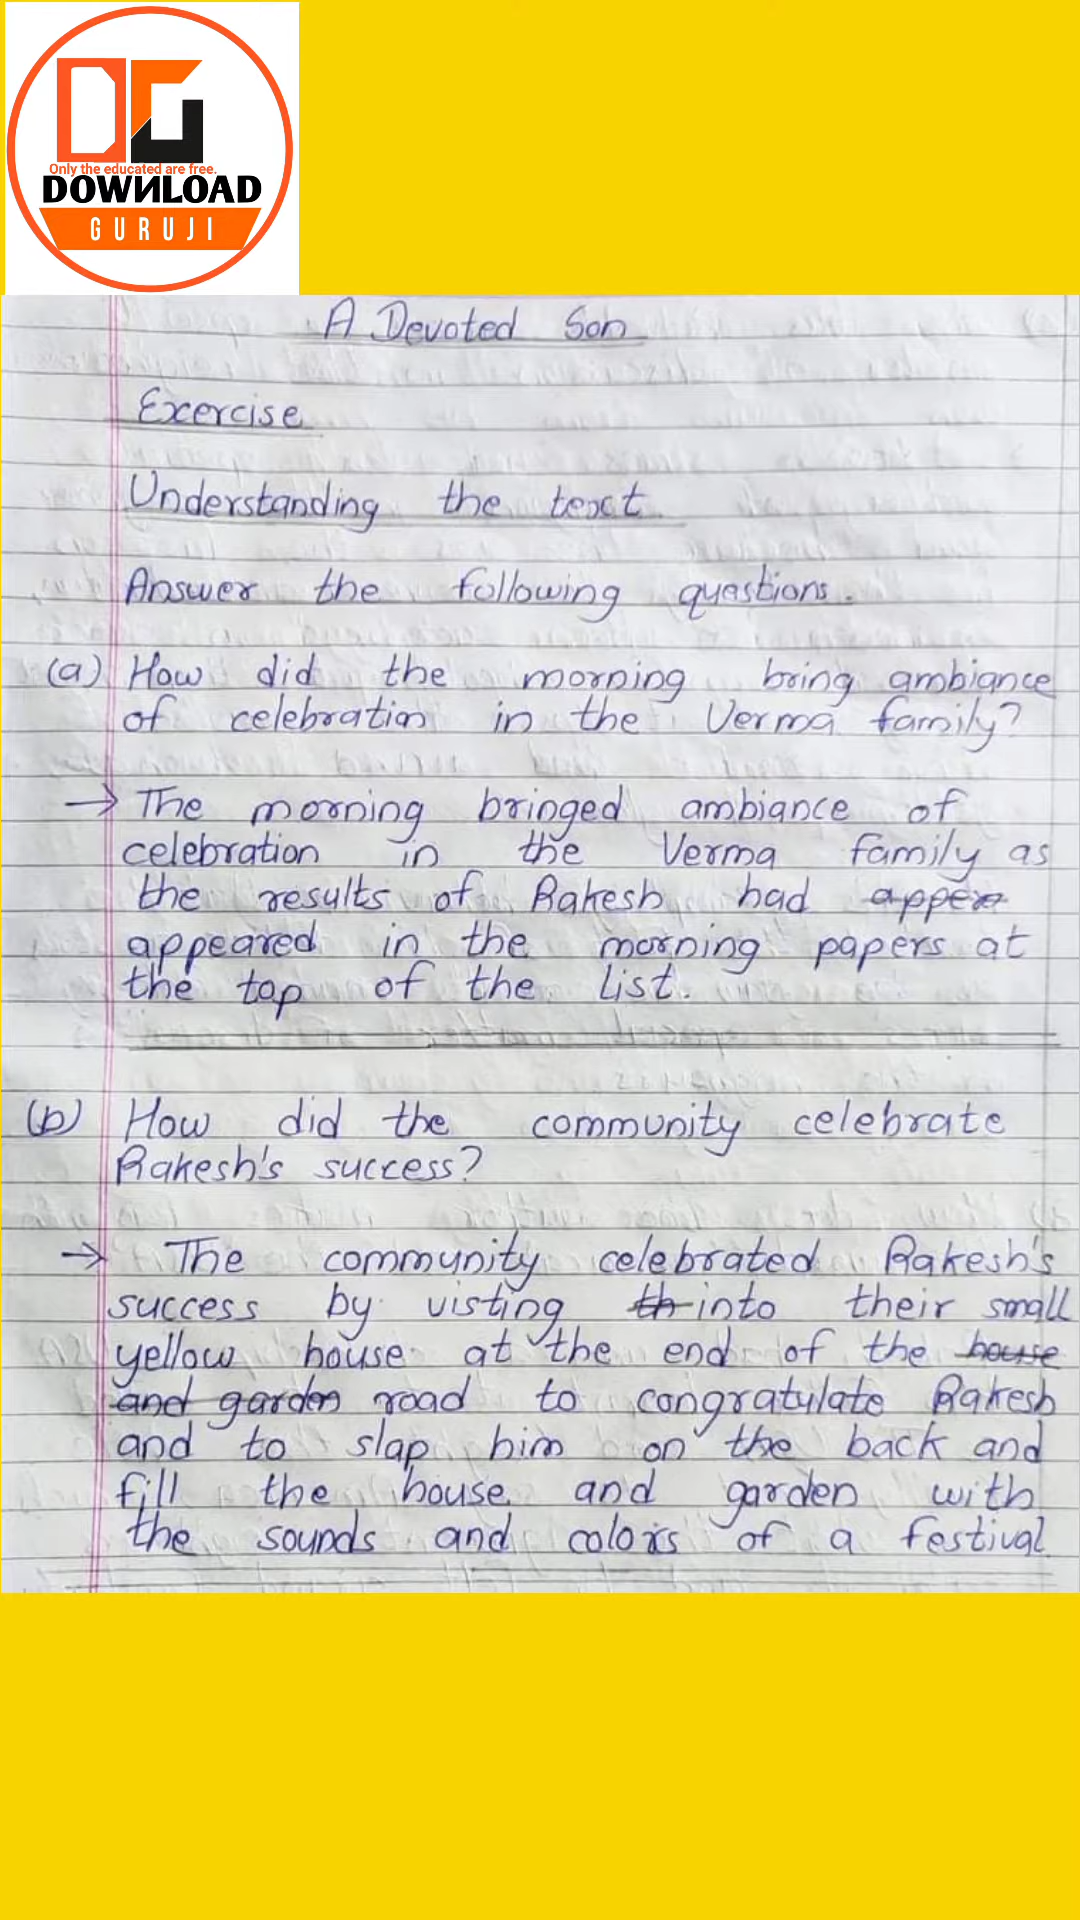 Only the educated are free.
DOWNLOAD
GURUJI
A Devoted Son
Exercise
Understanding the text
Answer the following questions.
(a) How did the morning bring ambiance
of celebration in the Verma family?
→ The morning bringed ambiance of
celebration in the Verma family as
the results of Rakesh had appea
appeared in the morning papers at
the top of the list.
(b) How did the community celebrate
Rakesh's success?
→ The community celebrated Rakesh's
success by visting th into their small
yellow house at the end of the house
and garden road to congratulate Rakesh
and to slap him on the back and
fill the house and garden with
the sounds and colors of a festival.